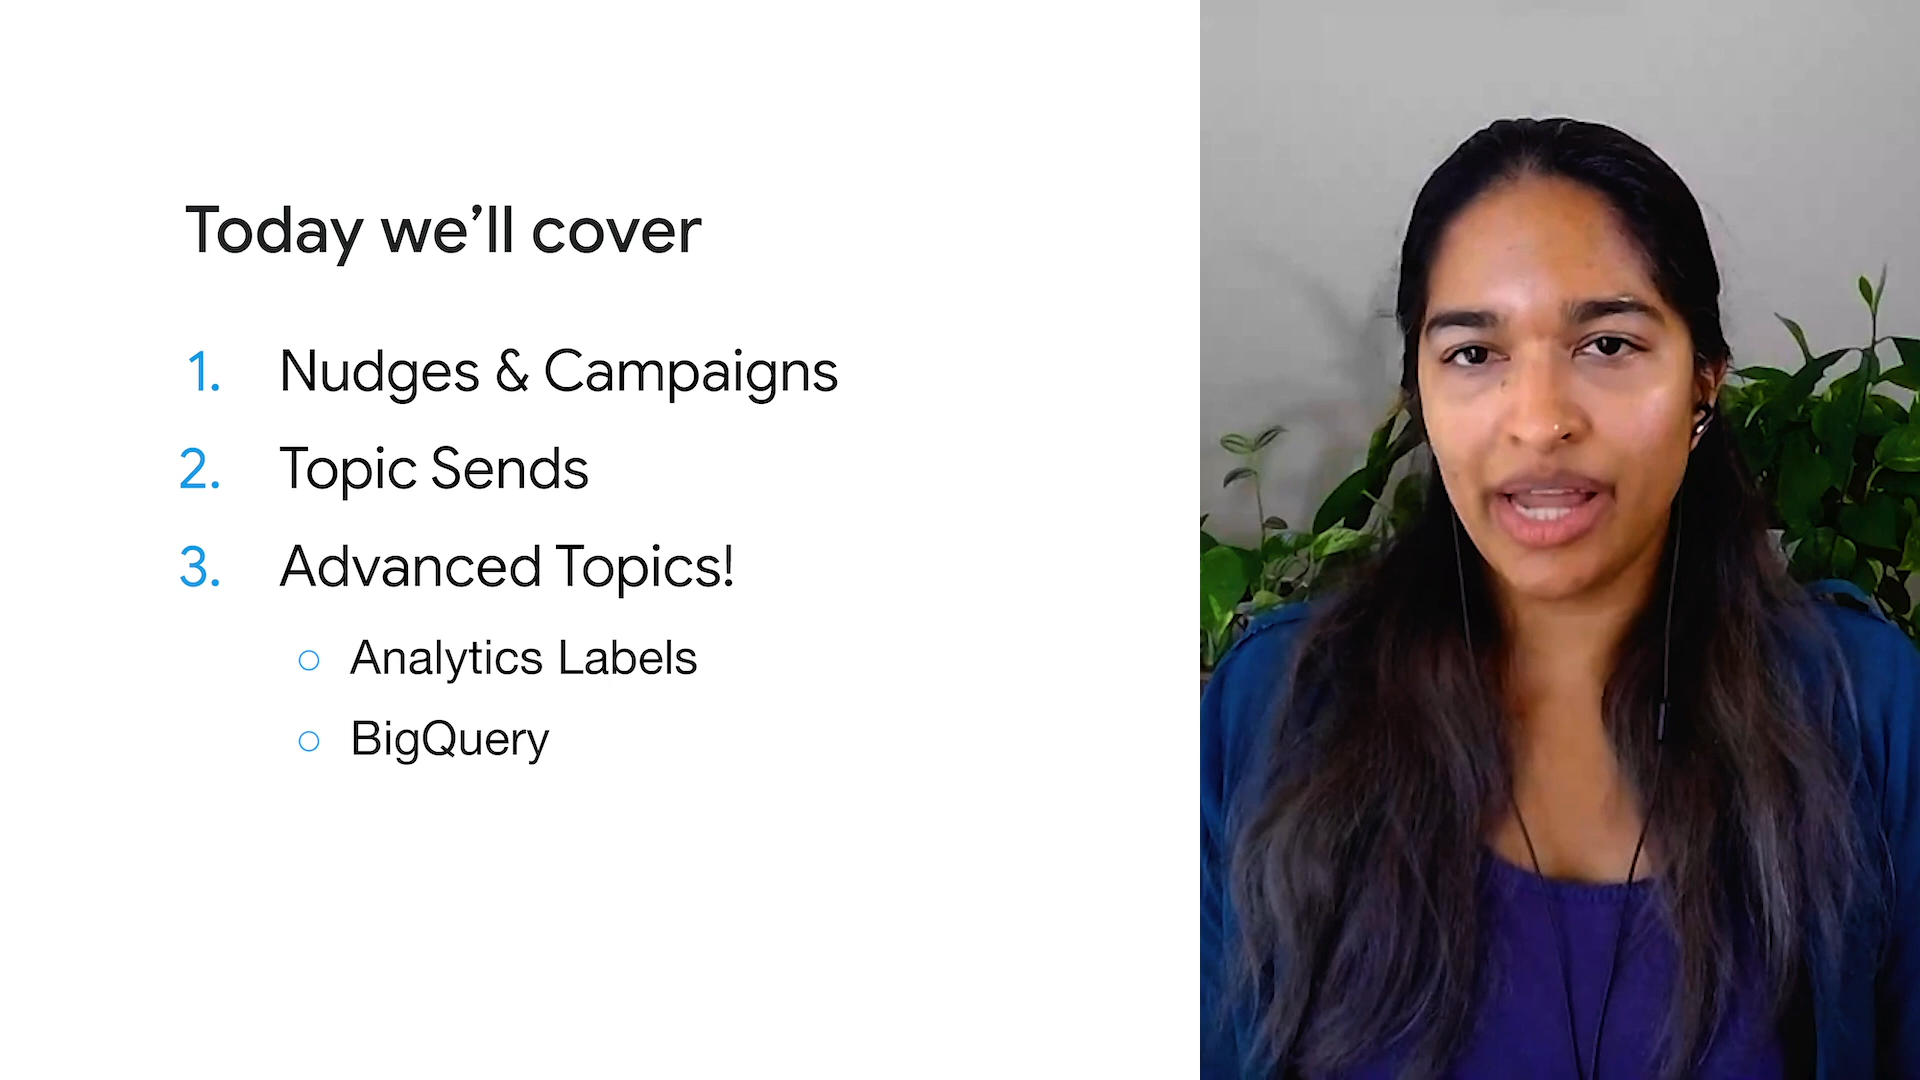 Today we’ll cover
1. Nudges & Campaigns
2. Topic Sends
3. Advanced Topics!
○ Analytics Labels
○ BigQuery